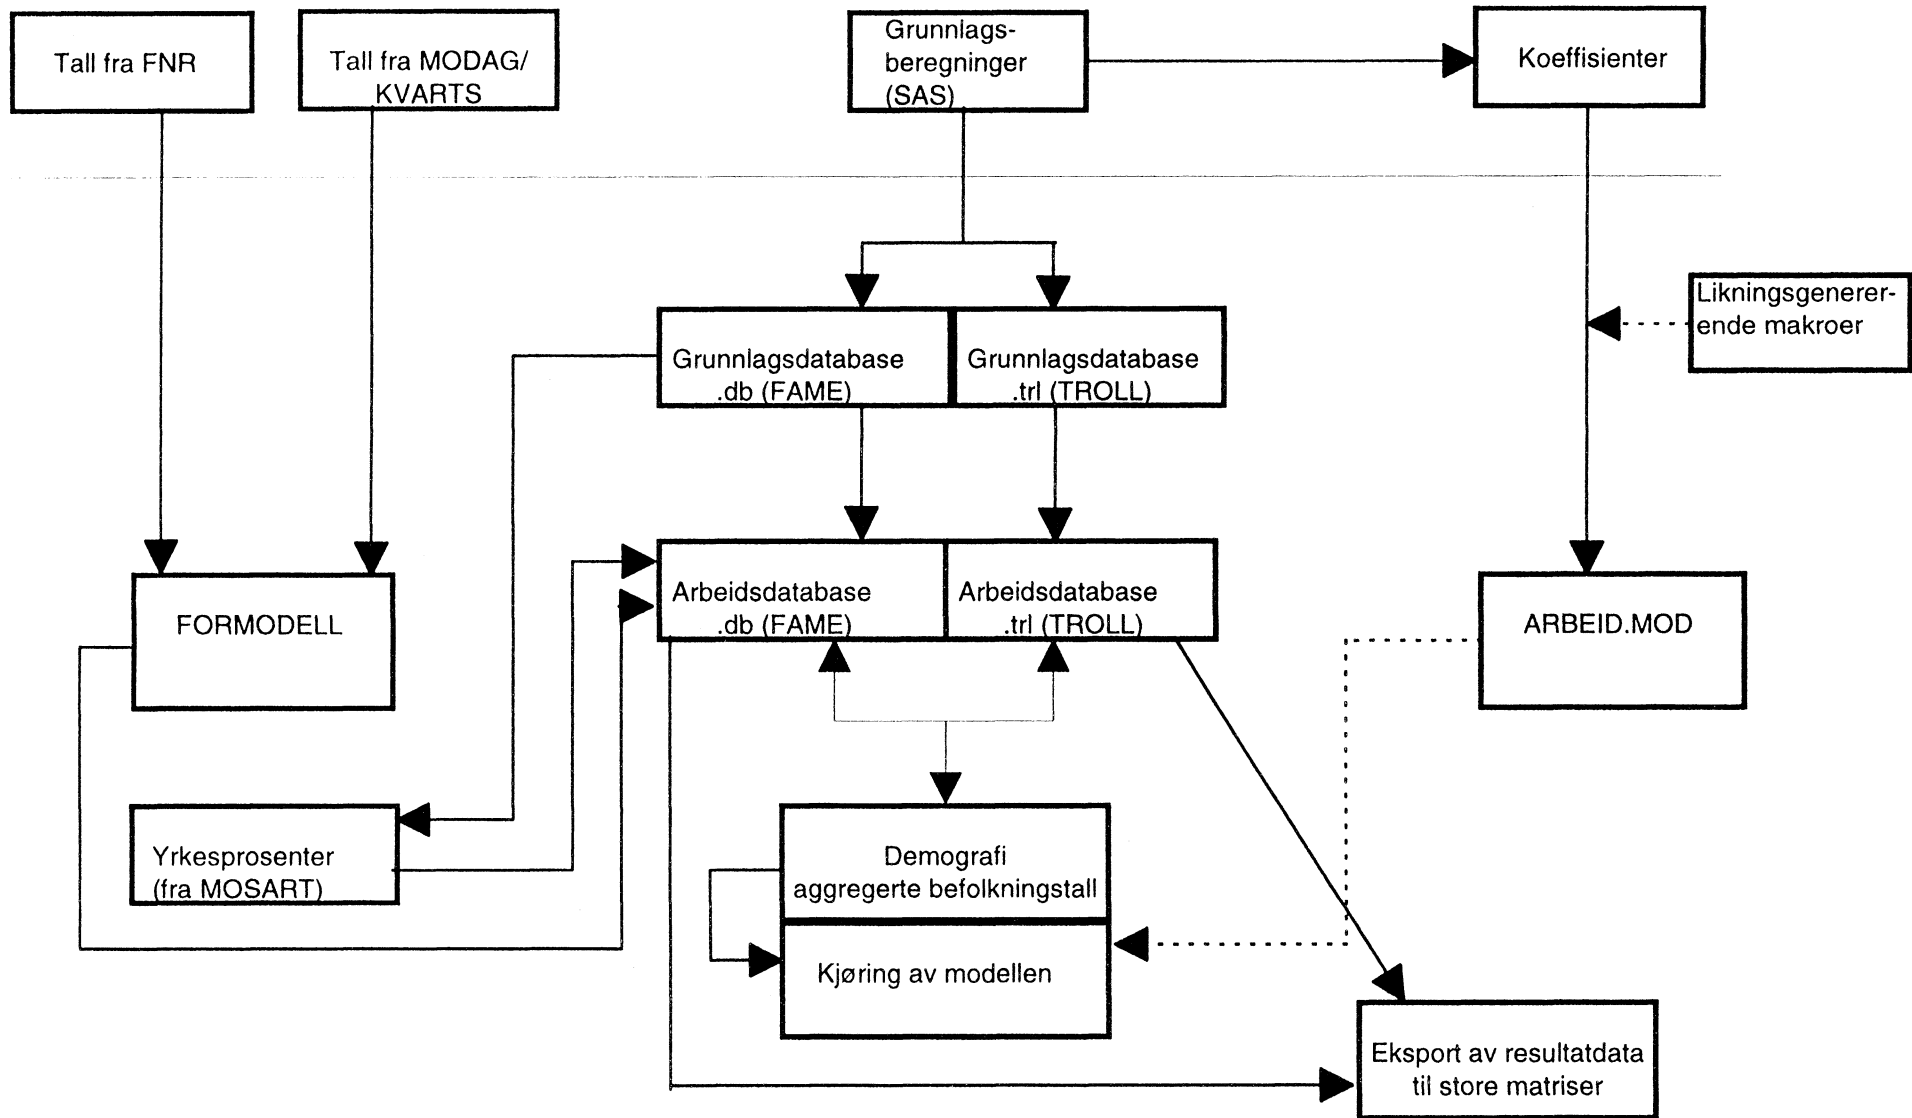 Tall fra FNR
Tall fra MODAG/
KVARTS
Grunnlags-
beregninger
(SAS)
Koeffisienter
Likningsgenerer-
ende makroer
Grunnlagsdatabase
.db (FAME)
Grunnlagsdatabase
.trl (TROLL)
Arbeidsdatabase
.db (FAME)
Arbeidsdatabase
.trl (TROLL)
FORMODELL
ARBEID.MOD
Yrkesprosenter
(fra MOSART)
Demografi
aggregerte befolkningstall
Kjøring av modellen
Eksport av resultatdata
til store matriser